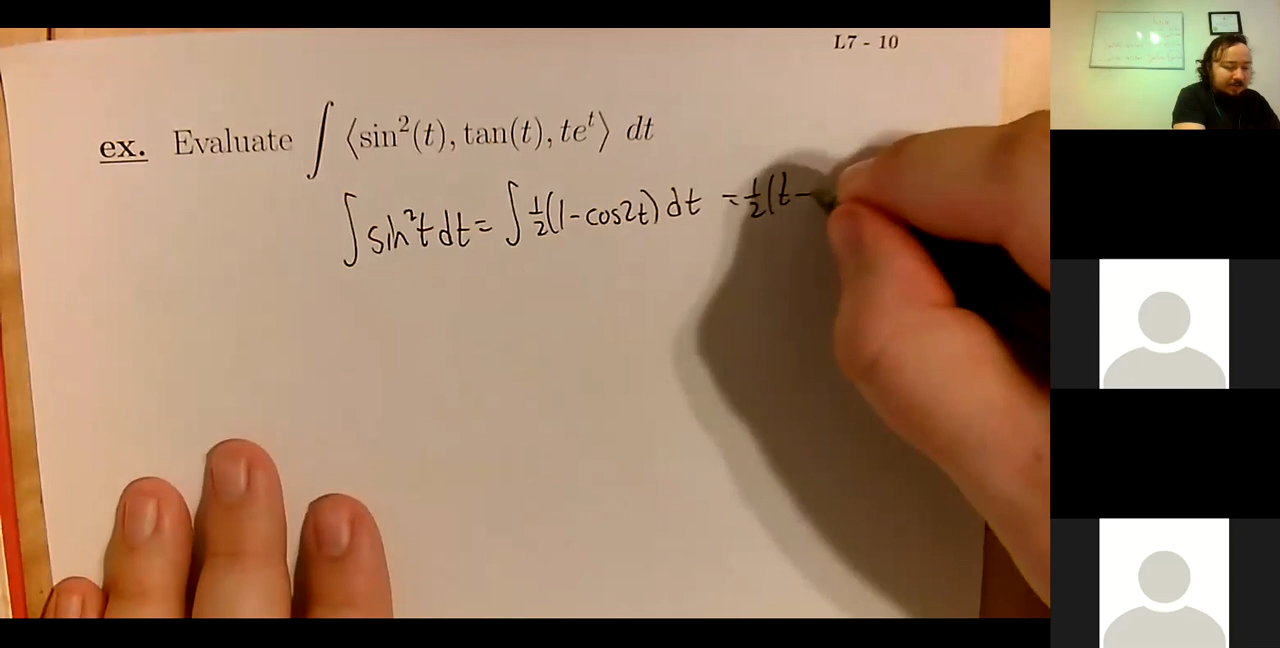 L7 - 10
ex. Evaluate ∫ ⟨sin²(t), tan(t), teᵗ⟩ dt
∫ sin²t dt = ∫ ½(1-cos2t) dt = ½(t-